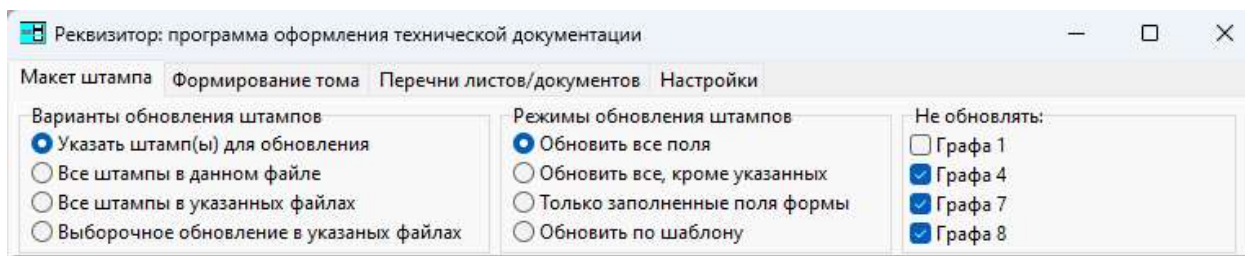 Реквизитор: программа оформления технической документации
Макет штампа Формирование тома Перечни листов/документов Настройки
Варианты обновления штампов
Указать штамп(ы) для обновления
Все штампы в данном файле
Все штампы в указанных файлах
Выборочное обновление в указаных файлах
Режимы обновления штампов
Обновить все поля
Обновить все, кроме указанных
Только заполненные поля формы
Обновить по шаблону
Не обновлять:
Графа 1
Графа 4
Графа 7
Графа 8